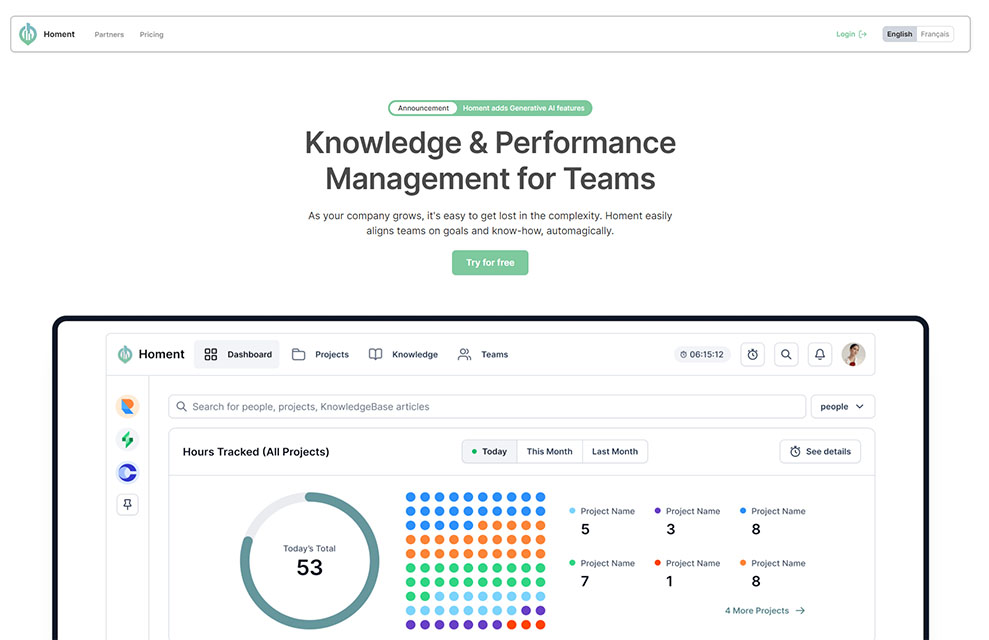 Homent Partners Pricing Login English Français
Announcement Homent adds Generative AI features
Knowledge & Performance
Management for Teams
As your company grows, it's easy to get lost in the complexity. Homent easily
aligns teams on goals and know-how, automagically.
Try for free
Homent Dashboard Projects Knowledge Teams 06:15:12
Search for people, projects, KnowledgeBase articles people
Hours Tracked (All Projects) Today This Month Last Month See details
Today's Total
53
Project Name Project Name Project Name
5 3 8
Project Name Project Name Project Name
7 1 8
4 More Projects